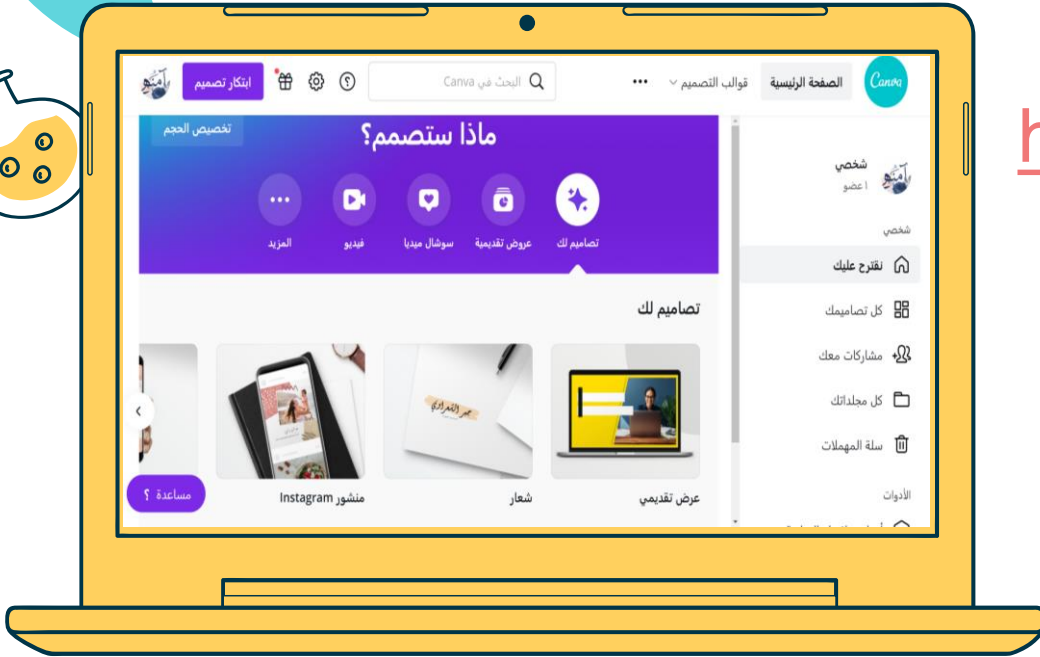 Canva
الصفحة الرئيسية
قوالب التصميم
البحث في Canva
ابتكار تصميم
شخصي
1 عضو
شخصي
نقترح عليك
كل تصاميمك
مشاركات معك
كل مجلداتك
سلة المهملات
الأدوات
تخصيص الحجم
ماذا ستصمم؟
تصاميم لك
عروض تقديمية
سوشال ميديا
فيديو
المزيد
تصاميم لك
عرض تقديمي
شعار
منشور Instagram
مساعدة ؟
h